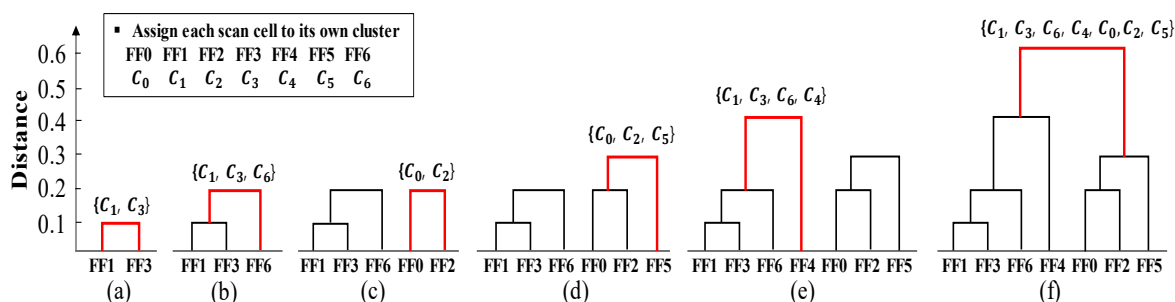 ▪ Assign each scan cell to its own cluster
FF0 FF1 FF2 FF3 FF4 FF5 FF6
C0 C1 C2 C3 C4 C5 C6
Distance
0.6
0.5
0.4
0.3
0.2
0.1
{C1, C3}
FF1 FF3
(a)
{C1, C3, C6}
FF1 FF3 FF6
(b)
{C0, C2}
FF1 FF3 FF6 FF0 FF2
(c)
{C0, C2, C5}
FF1 FF3 FF6 FF0 FF2 FF5
(d)
{C1, C3, C6, C4}
FF1 FF3 FF6 FF4 FF0 FF2 FF5
(e)
{C1, C3, C6, C4, C0, C2, C5}
FF1 FF3 FF6 FF4 FF0 FF2 FF5
(f)